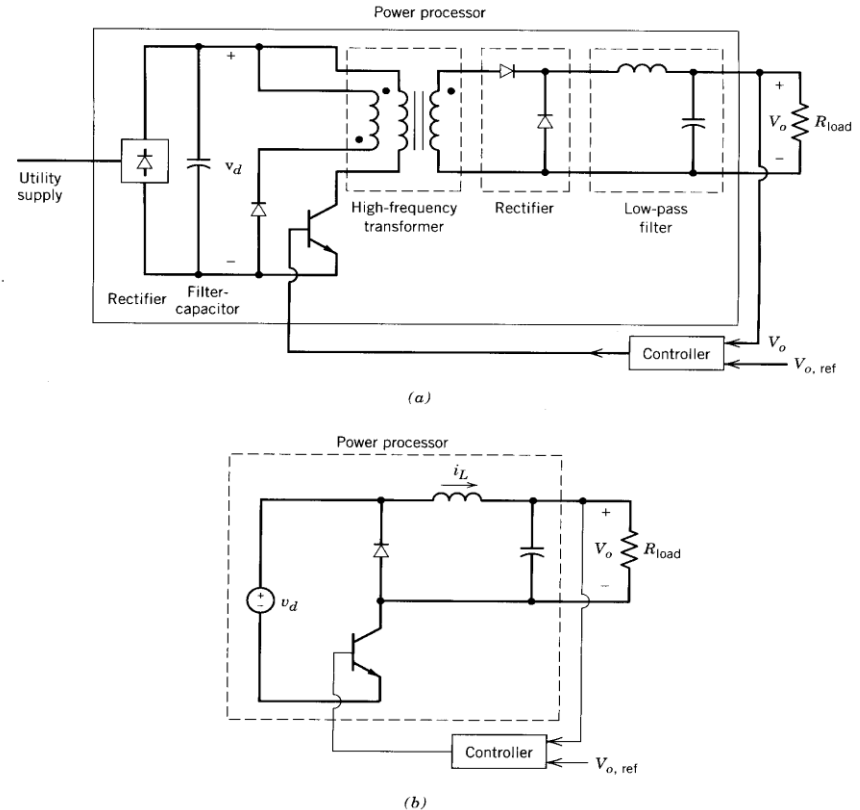 Power processor
+
+
v_d
V_o
R_load
−
−
Utility
supply
High-frequency
transformer
Rectifier
Low-pass
filter
Rectifier
Filter-
capacitor
Controller
V_o
V_o, ref
(a)
Power processor
i_L
+
+
−
v_d
V_o
R_load
−
Controller
V_o, ref
(b)